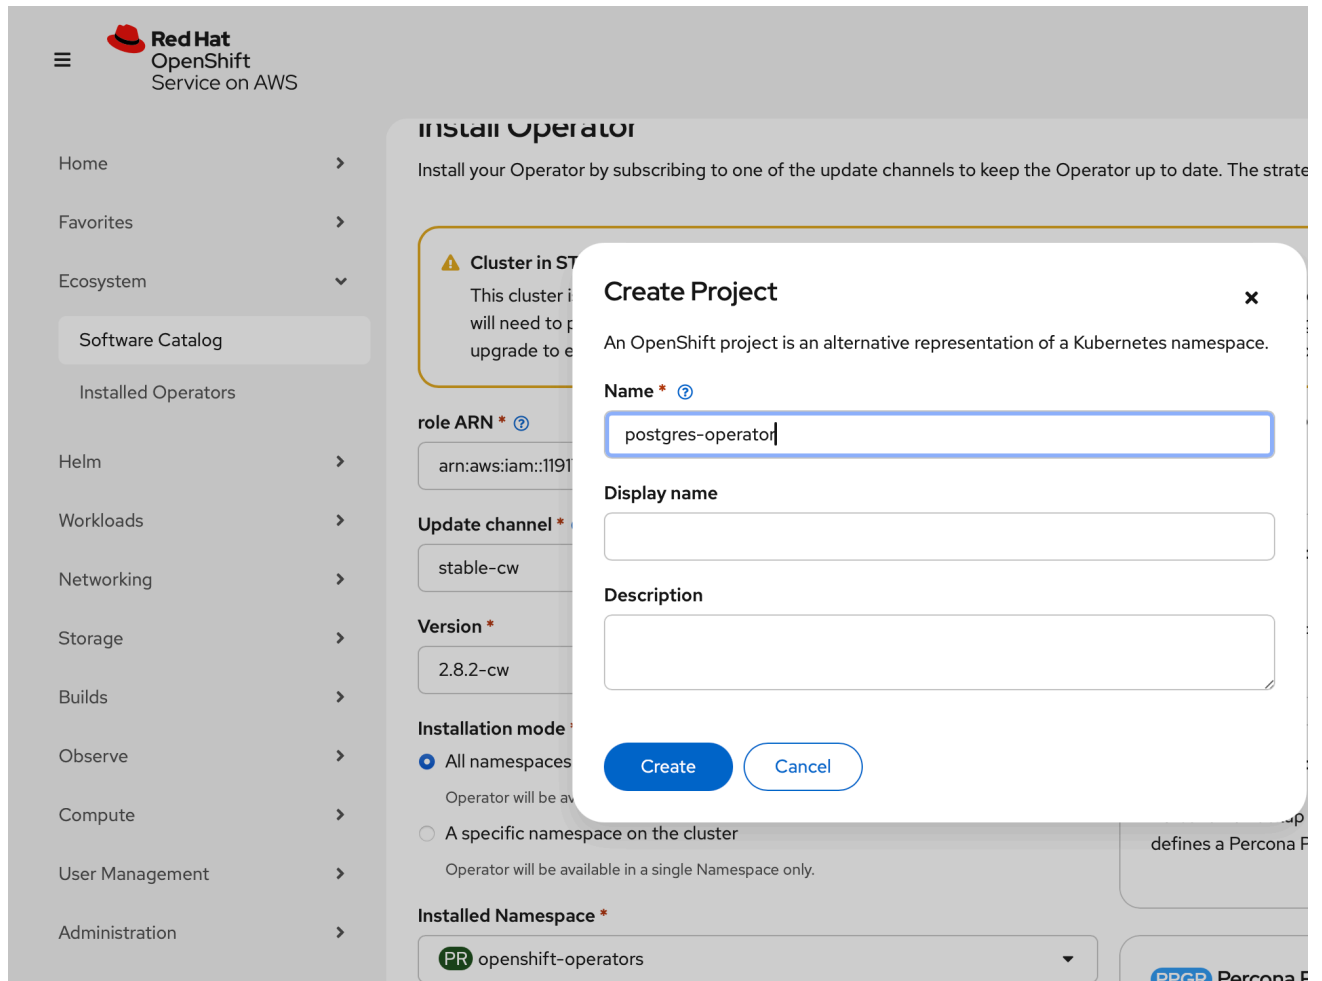 Red Hat
OpenShift
Service on AWS
Home
Favorites
Ecosystem
Software Catalog
Installed Operators
Helm
Workloads
Networking
Storage
Builds
Observe
Compute
User Management
Administration
Install Operator
Install your Operator by subscribing to one of the update channels to keep the Operator up to date. The strate
Cluster in ST
This cluster i
will need to p
upgrade to e
role ARN *
arn:aws:iam::1191
Update channel *
stable-cw
Version *
2.8.2-cw
Installation mode *
All namespaces
Operator will be av
A specific namespace on the cluster
Operator will be available in a single Namespace only.
Installed Namespace *
PR openshift-operators
Create Project
An OpenShift project is an alternative representation of a Kubernetes namespace.
Name *
postgres-operator
Display name
Description
Create
Cancel
defines a Percona P
Percona P